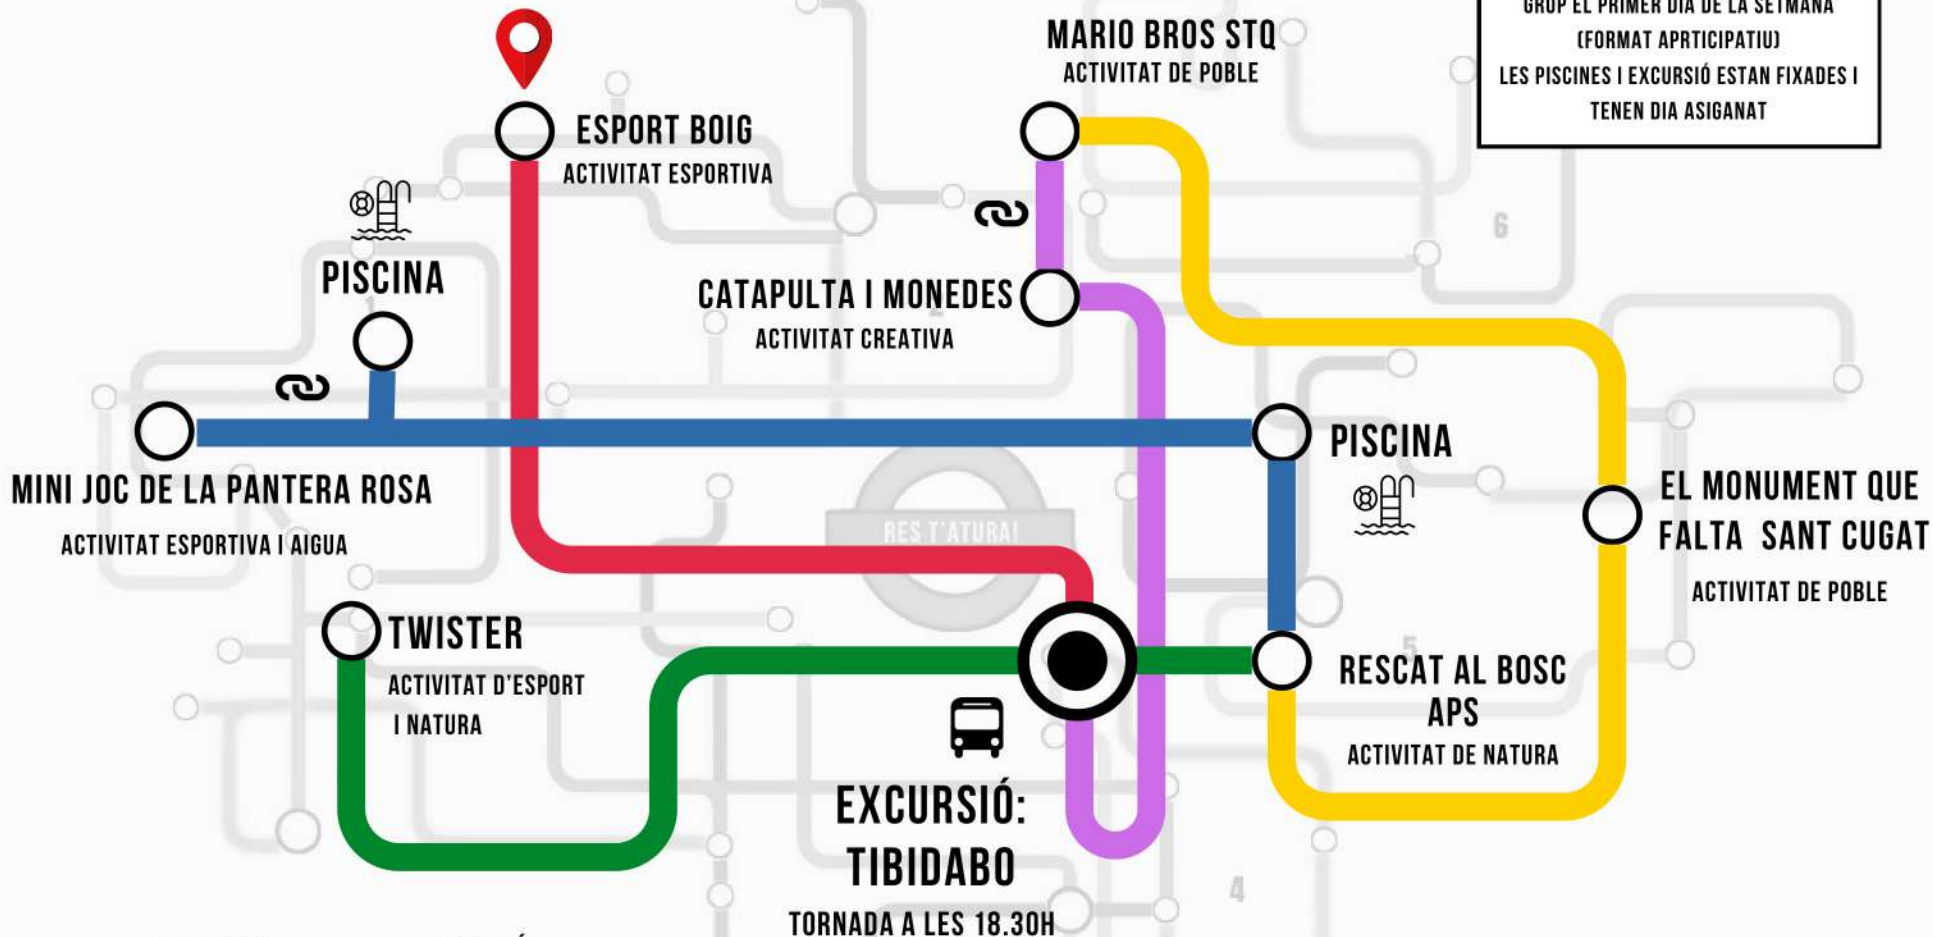 GRUP EL PRIMER DIA DE LA SETMANA
(FORMAT APRTICIPATIU)
LES PISCINES I EXCURSIÓ ESTAN FIXADES I
TENEN DIA ASIGANAT
MARIO BROS STQ
ACTIVITAT DE POBLE
ESPORT BOIG
ACTIVITAT ESPORTIVA
6
PISCINA
1
CATAPULTA I MONEDES
2
ACTIVITAT CREATIVA
PISCINA
MINI JOC DE LA PANTERA ROSA
ACTIVITAT ESPORTIVA I AIGUA
EL MONUMENT QUE
FALTA SANT CUGAT
ACTIVITAT DE POBLE
RES T'ATURA!
TWISTER
ACTIVITAT D'ESPORT
I NATURA
5
RESCAT AL BOSC
APS
ACTIVITAT DE NATURA
EXCURSIÓ:
TIBIDABO
TORNADA A LES 18.30H
4